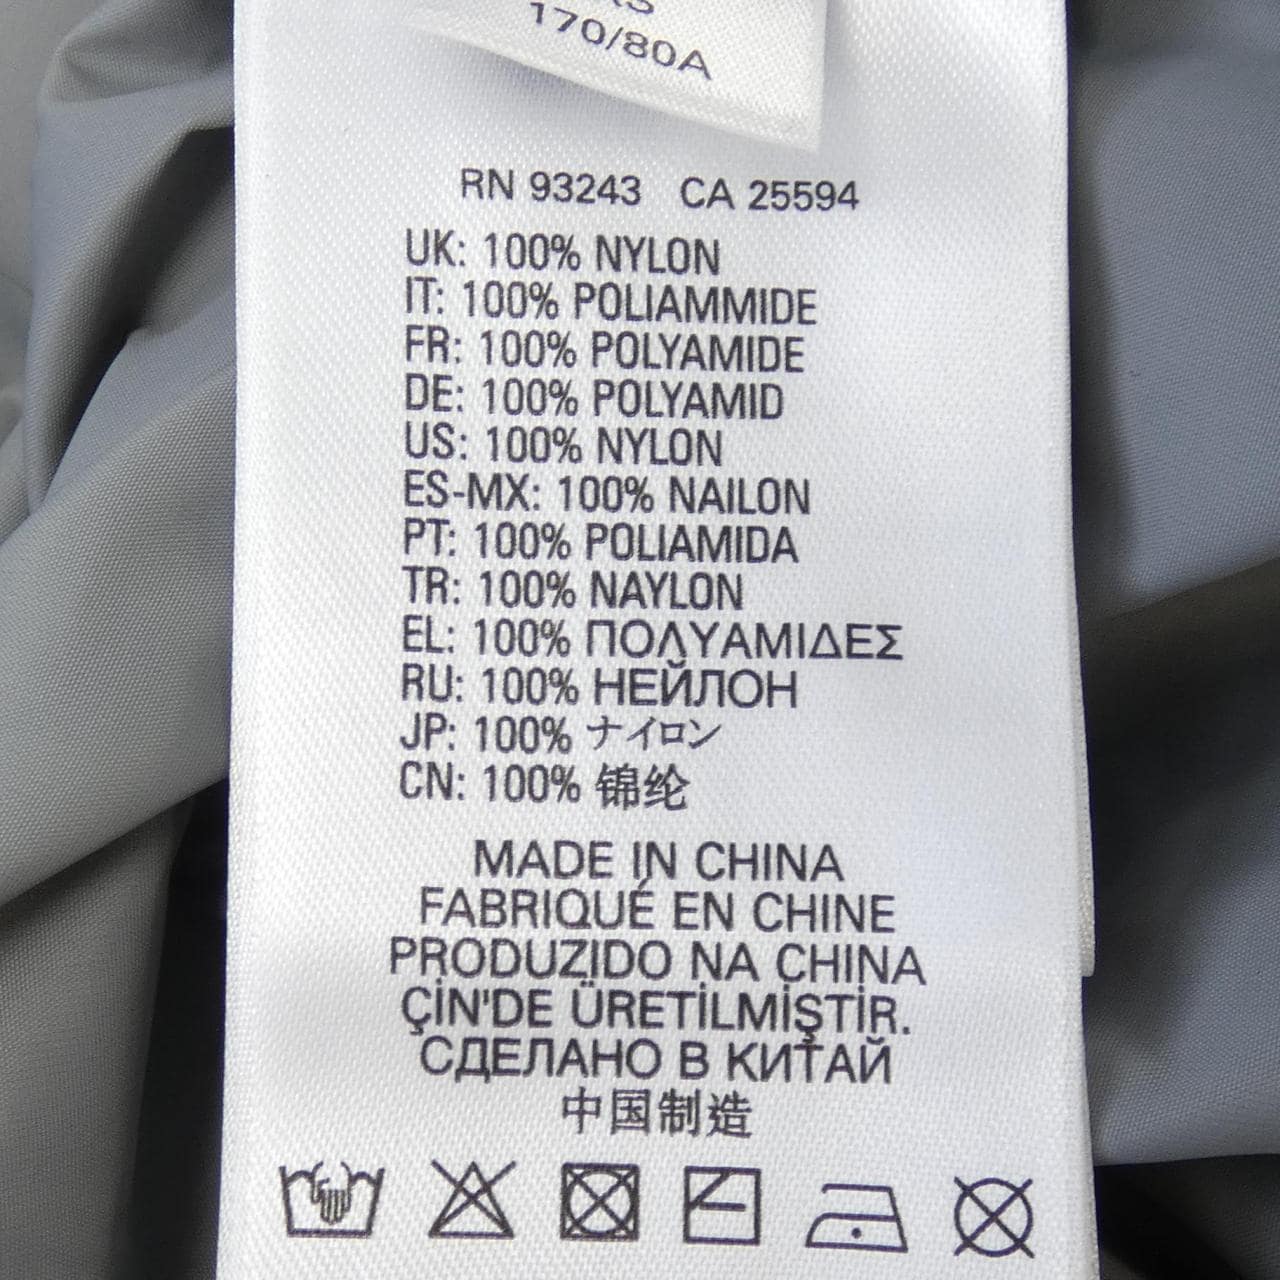 170/80A
RN 93243 CA 25594
UK: 100% NYLON
IT: 100% POLIAMMIDE
FR: 100% POLYAMIDE
DE: 100% POLYAMID
US: 100% NYLON
ES-MX: 100% NAILON
PT: 100% POLIAMIDA
TR: 100% NAYLON
EL: 100% ΠΟΛΥΑΜΙΔΕΣ
RU: 100% НЕЙЛОН
JP: 100% ナイロン
CN: 100% 锦纶
MADE IN CHINA
FABRIQUÉ EN CHINE
PRODUZIDO NA CHINA
ÇİN'DE ÜRETİLMİŞTİR.
СДЕЛАНО В КИТАЙ
中国制造